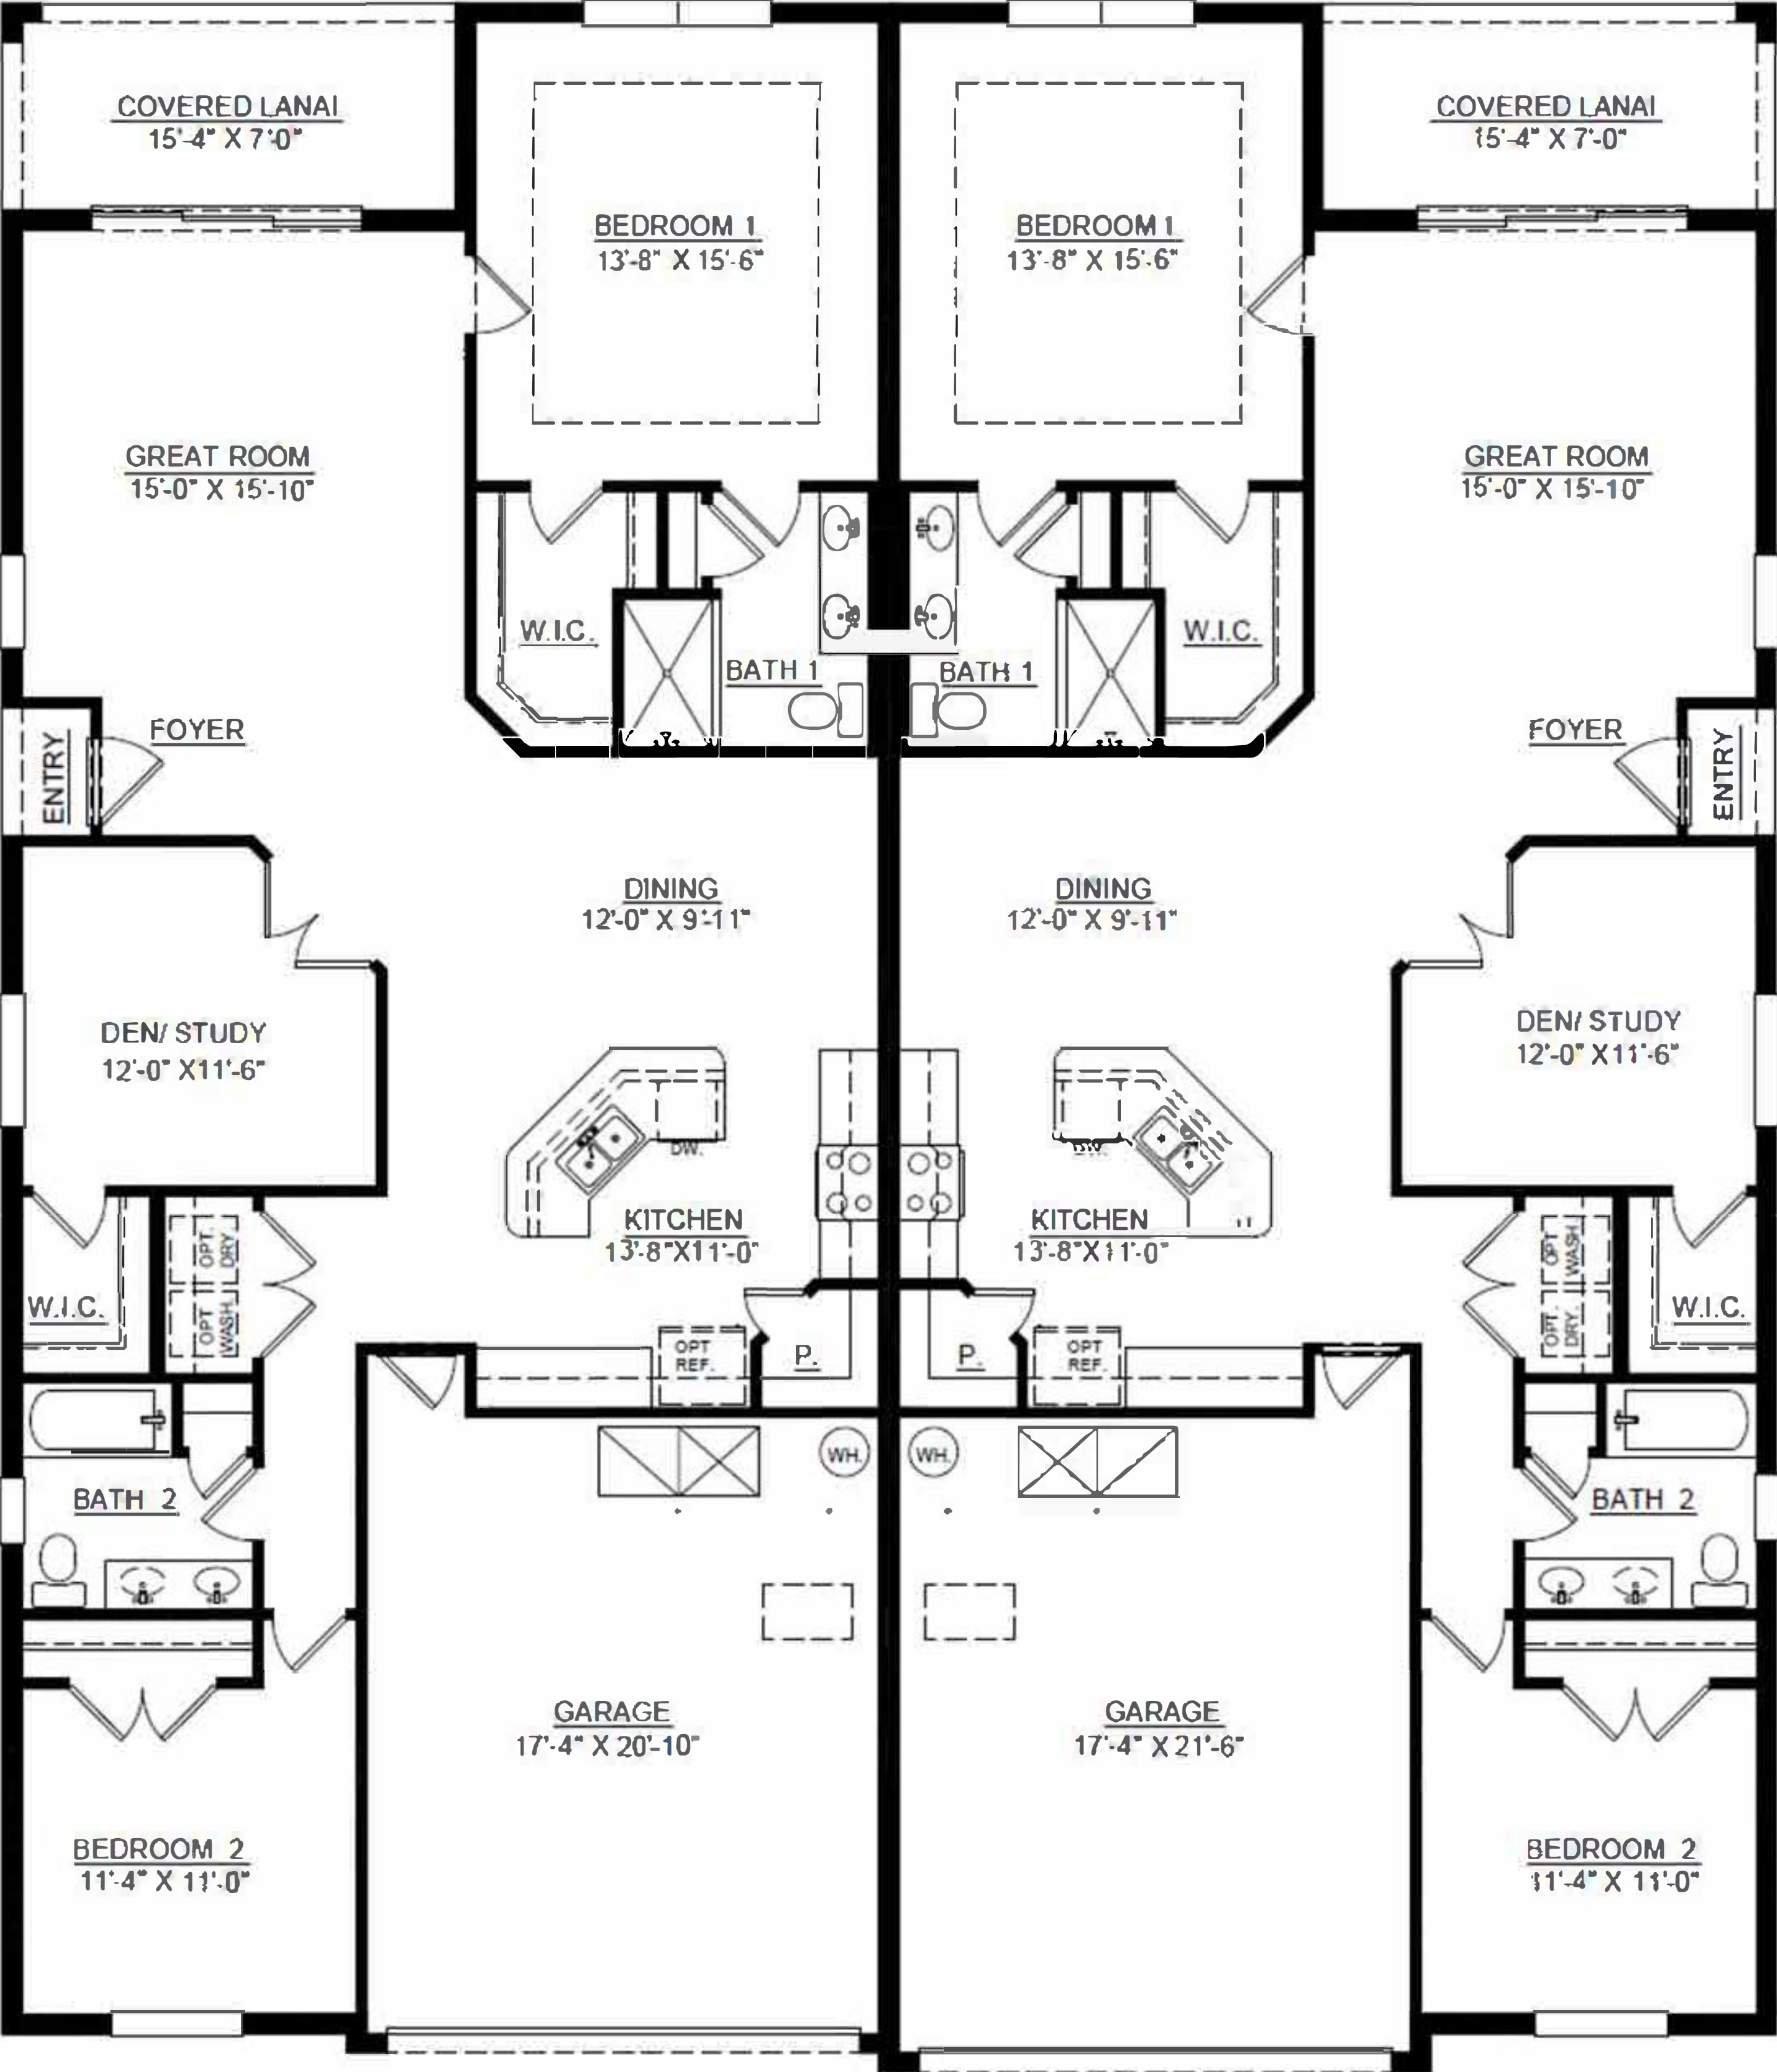 COVERED LANAI
15'-4" X 7'-0"
COVERED LANAI
15'-4" X 7'-0"
BEDROOM 1
13'-8" X 15'-6"
BEDROOM 1
13'-8" X 15'-6"
GREAT ROOM
15'-0" X 15'-10"
GREAT ROOM
15'-0" X 15'-10"
W.I.C.
W.I.C.
BATH 1
BATH 1
FOYER
FOYER
ENTRY
ENTRY
DINING
12'-0" X 9'-11"
DINING
12'-0" X 9'-11"
DEN/ STUDY
12'-0" X11'-6"
DEN/ STUDY
12'-0" X11'-6"
DW.
DW.
KITCHEN
13'-8"X11'-0"
KITCHEN
13'-8"X11'-0"
OPT.
DRY.
OPT
WASH.
OPT
WASH.
OPT.
DRY.
W.I.C.
W.I.C.
OPT
REF.
P.
P.
OPT
REF.
WH.
WH.
BATH 2
BATH 2
GARAGE
17'-4" X 20'-10"
GARAGE
17'-4" X 21'-6"
BEDROOM 2
11'-4" X 11'-0"
BEDROOM 2
11'-4" X 11'-0"